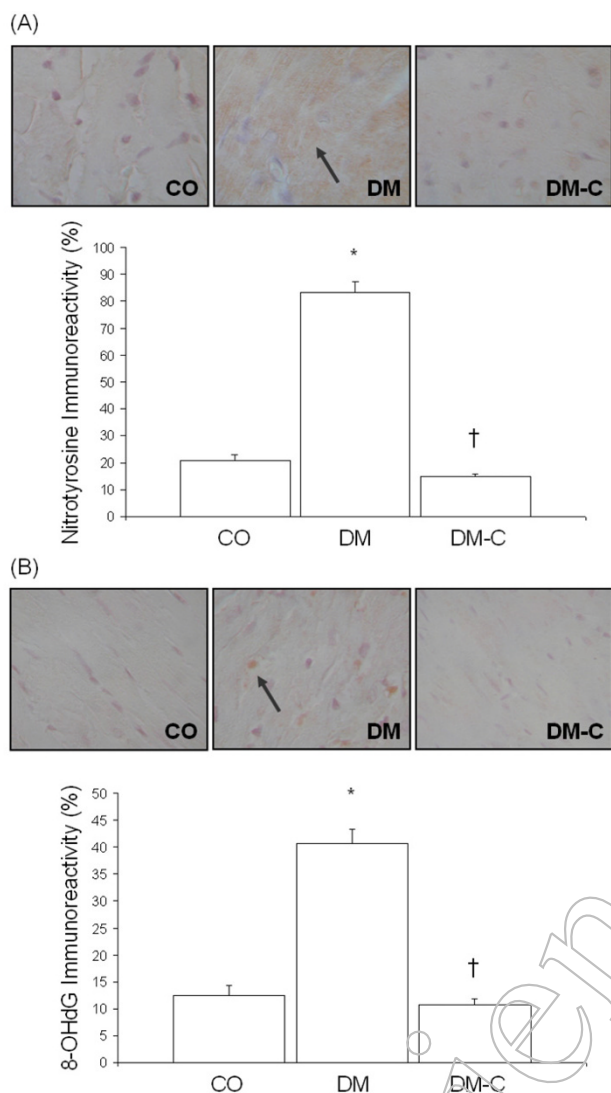 (A)
CO
DM
DM-C
Nitrotyrosine Immunoreactivity (%)
100
90
80
70
60
50
40
30
20
10
0
*
†
CO
DM
DM-C
(B)
CO
DM
DM-C
8-OHdG Immunoreactivity (%)
50
45
40
35
30
25
20
15
10
5
0
*
†
CO
DM
DM-C